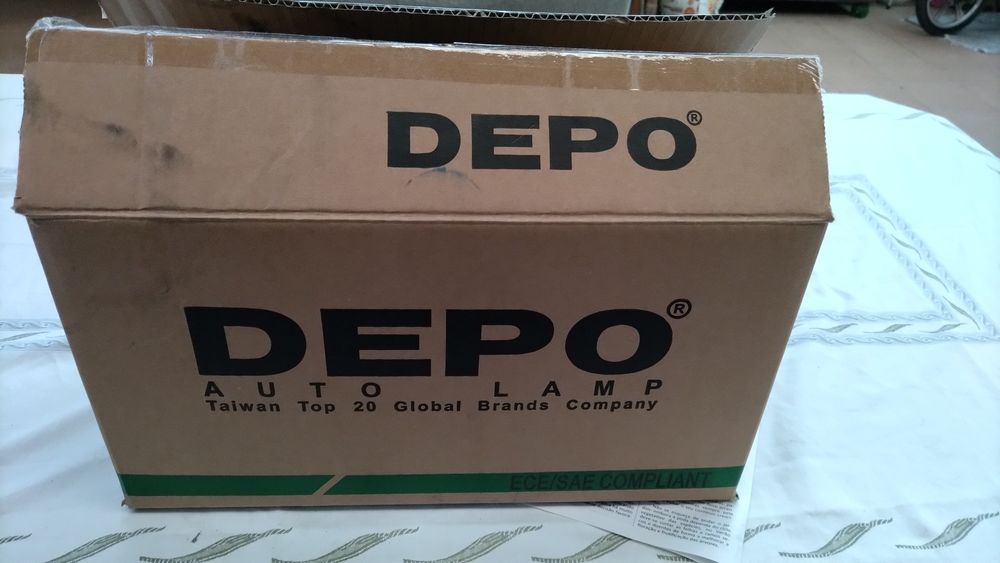 DEPO®
DEPO®
AUTO LAMP
Taiwan Top 20 Global Brands Company
ECE/SAE COMPLIANT